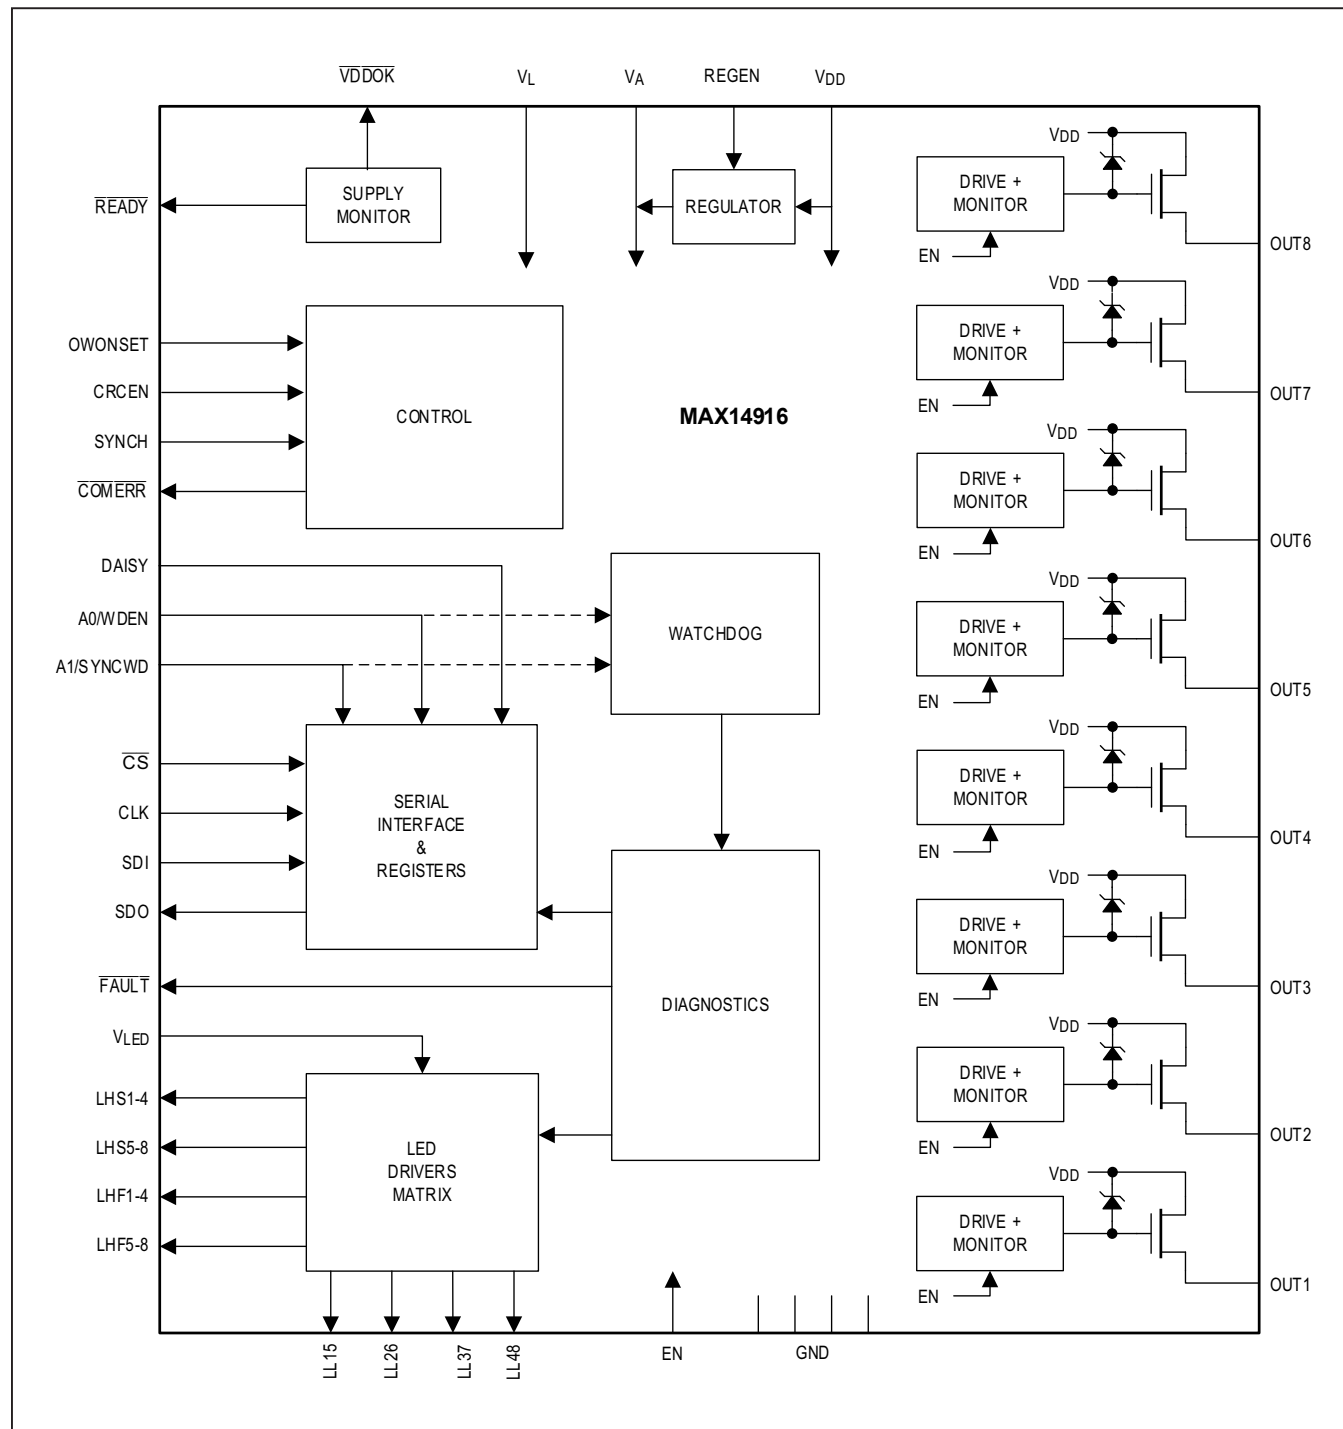 VDDOK
VL
VA
REGEN
VDD
READY
SUPPLY
MONITOR
REGULATOR
OWONSET
CRCEN
SYNCH
COMERR
CONTROL
MAX14916
DAISY
A0/WDEN
A1/SYNCWD
WATCHDOG
CS
CLK
SDI
SDO
SERIAL
INTERFACE
&
REGISTERS
FAULT
DIAGNOSTICS
VLED
LHS1-4
LHS5-8
LHF1-4
LHF5-8
LED
DRIVERS
MATRIX
LL15
LL26
LL37
LL48
EN
GND
VDD
DRIVE +
MONITOR
EN
OUT8
VDD
DRIVE +
MONITOR
EN
OUT7
VDD
DRIVE +
MONITOR
EN
OUT6
VDD
DRIVE +
MONITOR
EN
OUT5
VDD
DRIVE +
MONITOR
EN
OUT4
VDD
DRIVE +
MONITOR
EN
OUT3
VDD
DRIVE +
MONITOR
EN
OUT2
VDD
DRIVE +
MONITOR
EN
OUT1